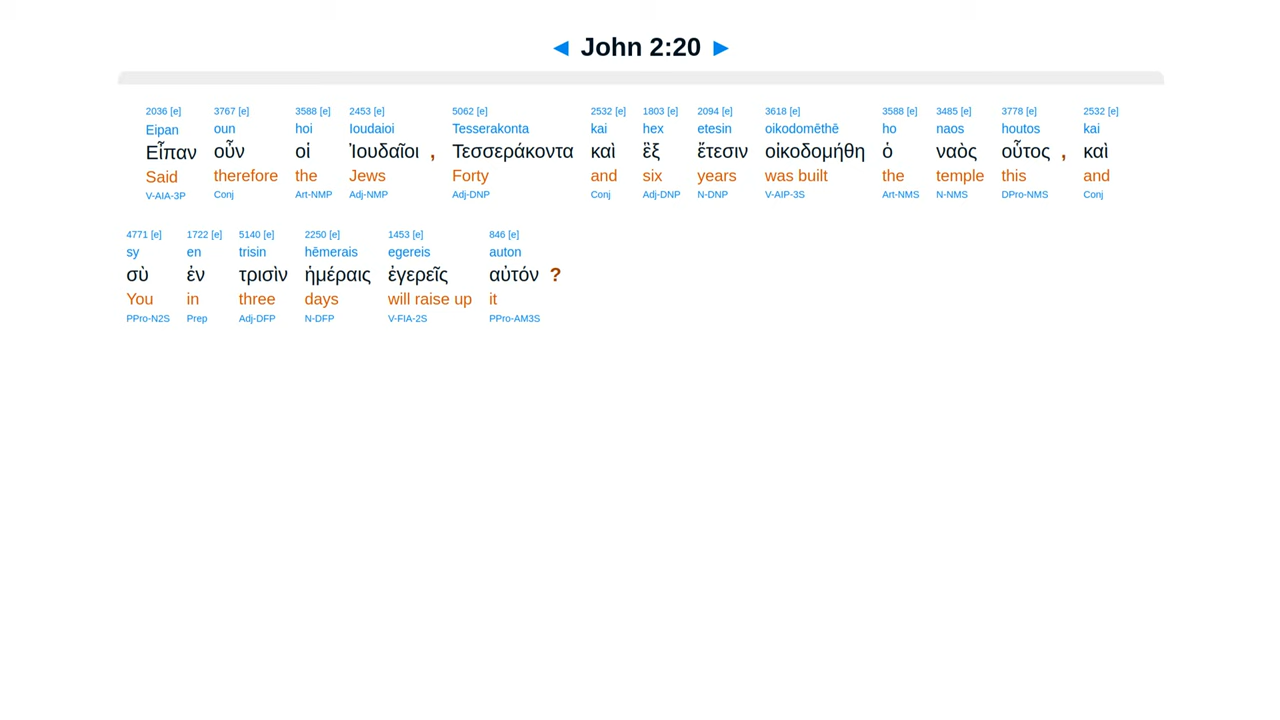 ◄ John 2:20 ►
2036 [e] 3767 [e] 3588 [e] 2453 [e] 5062 [e] 2532 [e] 1803 [e] 2094 [e] 3618 [e] 3588 [e] 3485 [e] 3778 [e] 2532 [e]
Eipan oun hoi Ioudaioi Tesserakonta kai hex etesin oikodomēthē ho naos houtos kai
Εἶπαν οὖν οἱ Ἰουδαῖοι , Τεσσεράκοντα καὶ ἓξ ἔτεσιν οἰκοδομήθη ὁ ναὸς οὗτος , καὶ
Said therefore the Jews Forty and six years was built the temple this and
V-AIA-3P Conj Art-NMP Adj-NMP Adj-DNP Conj Adj-DNP N-DNP V-AIP-3S Art-NMS N-NMS DPro-NMS Conj
4771 [e] 1722 [e] 5140 [e] 2250 [e] 1453 [e] 846 [e]
sy en trisin hēmerais egereis auton
σὺ ἐν τρισὶν ἡμέραις ἐγερεῖς αὐτόν ?
You in three days will raise up it
PPro-N2S Prep Adj-DFP N-DFP V-FIA-2S PPro-AM3S